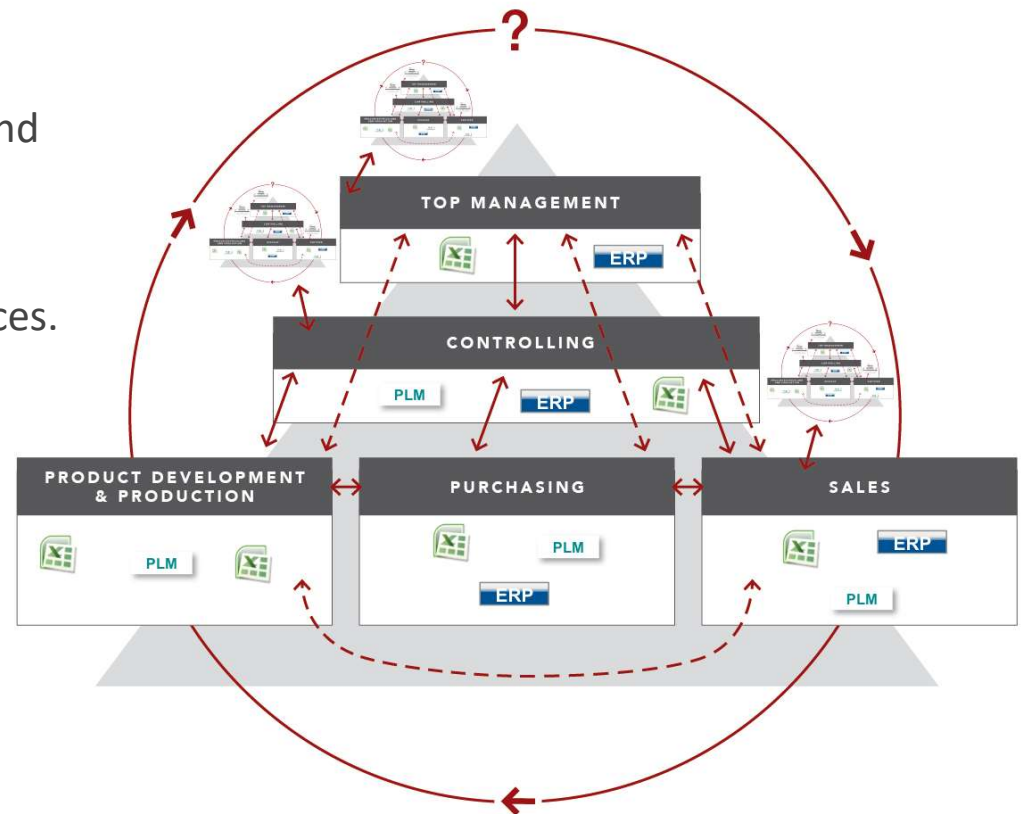 ?
nd
TOP MANAGEMENT
ERP
ces.
CONTROLLING
PLM
ERP
PRODUCT DEVELOPMENT
& PRODUCTION
PURCHASING
SALES
PLM
PLM
ERP
ERP
PLM